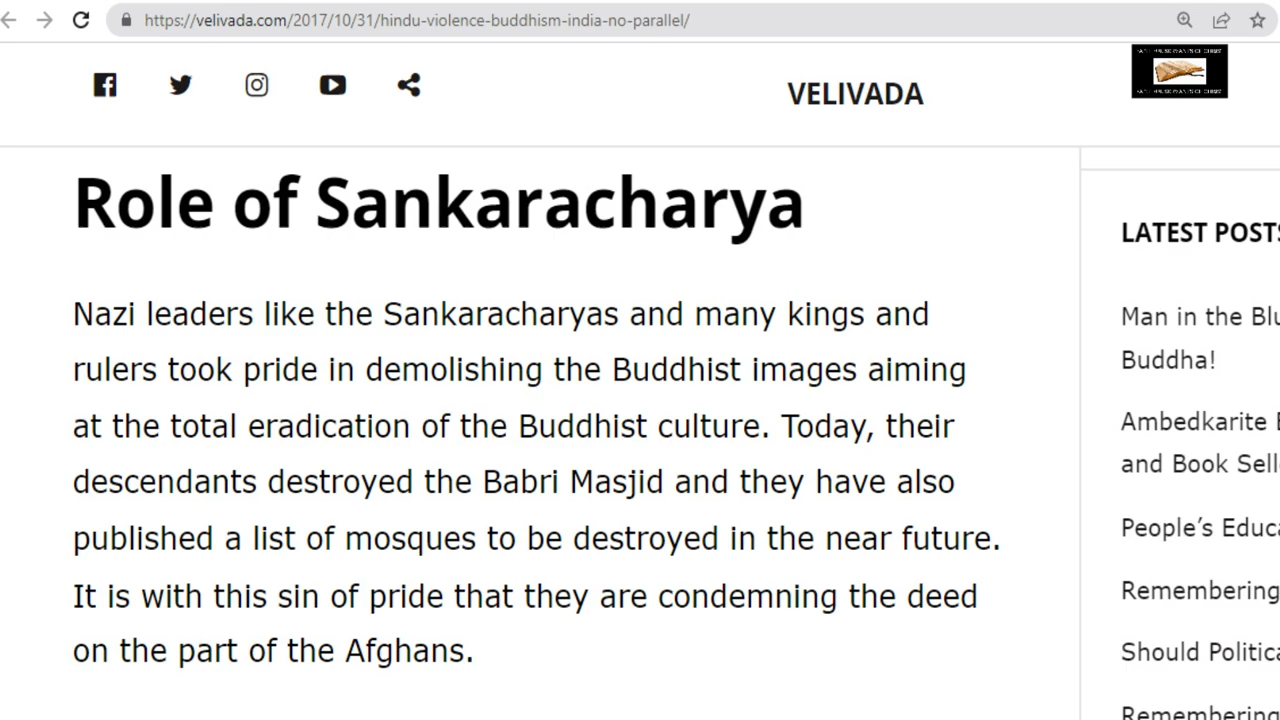 https://velivada.com/2017/10/31/hindu-violence-buddhism-india-no-parallel/
VELIVADA
Role of Sankaracharya
Nazi leaders like the Sankaracharyas and many kings and
rulers took pride in demolishing the Buddhist images aiming
at the total eradication of the Buddhist culture. Today, their
descendants destroyed the Babri Masjid and they have also
published a list of mosques to be destroyed in the near future.
It is with this sin of pride that they are condemning the deed
on the part of the Afghans.
LATEST POSTS
Man in the Blu
Buddha!
Ambedkarite
and Book Sell
People’s Educa
Remembering
Should Politica
Remembering